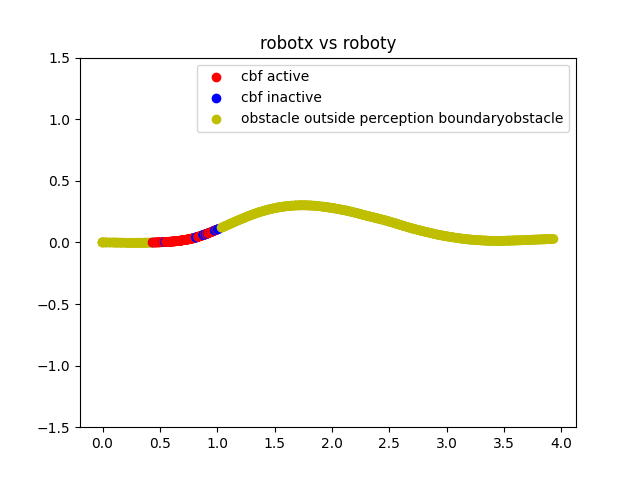 robotx vs roboty
cbf active
cbf inactive
obstacle outside perception boundaryobstacle
1.5
1.0
0.5
0.0
−0.5
−1.0
−1.5
0.0 0.5 1.0 1.5 2.0 2.5 3.0 3.5 4.0